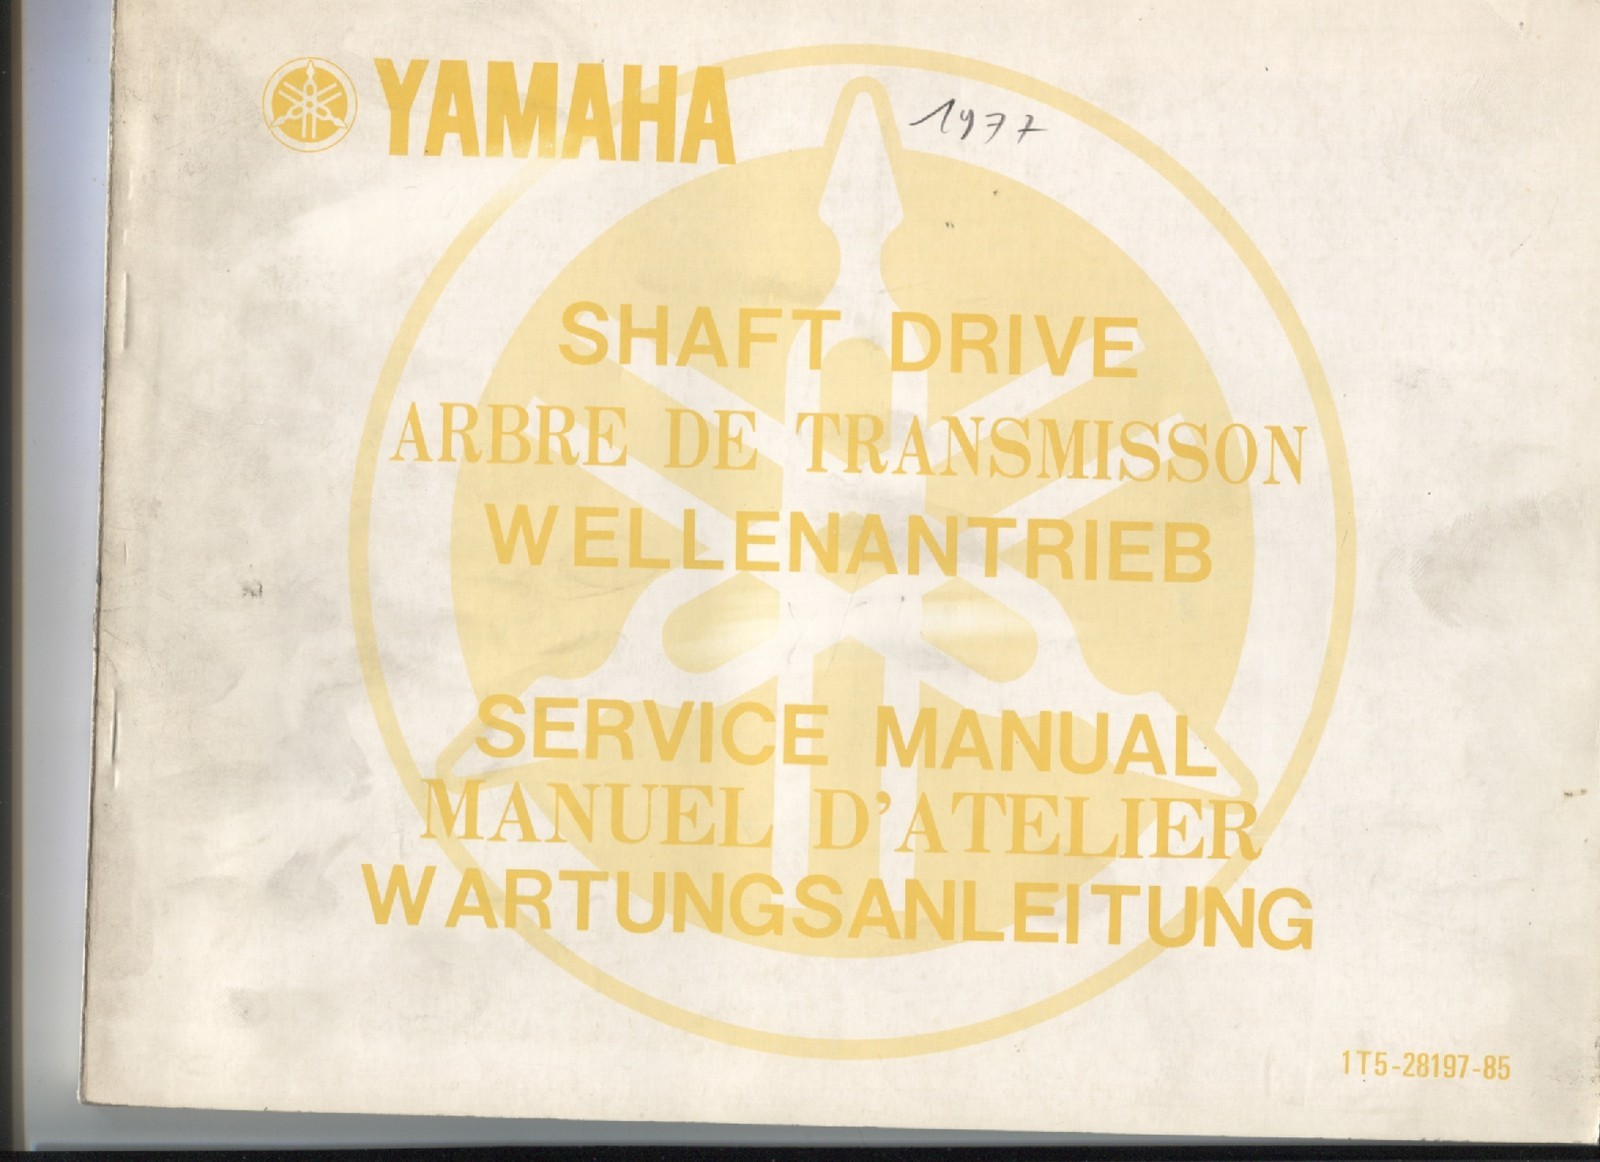 YAMAHA
1977
SHAFT DRIVE
ARBRE DE TRANSMISSON
WELLENANTRIEB
SERVICE MANUAL
MANUEL D’ATELIER
WARTUNGSANLEITUNG
1T5-28197-85